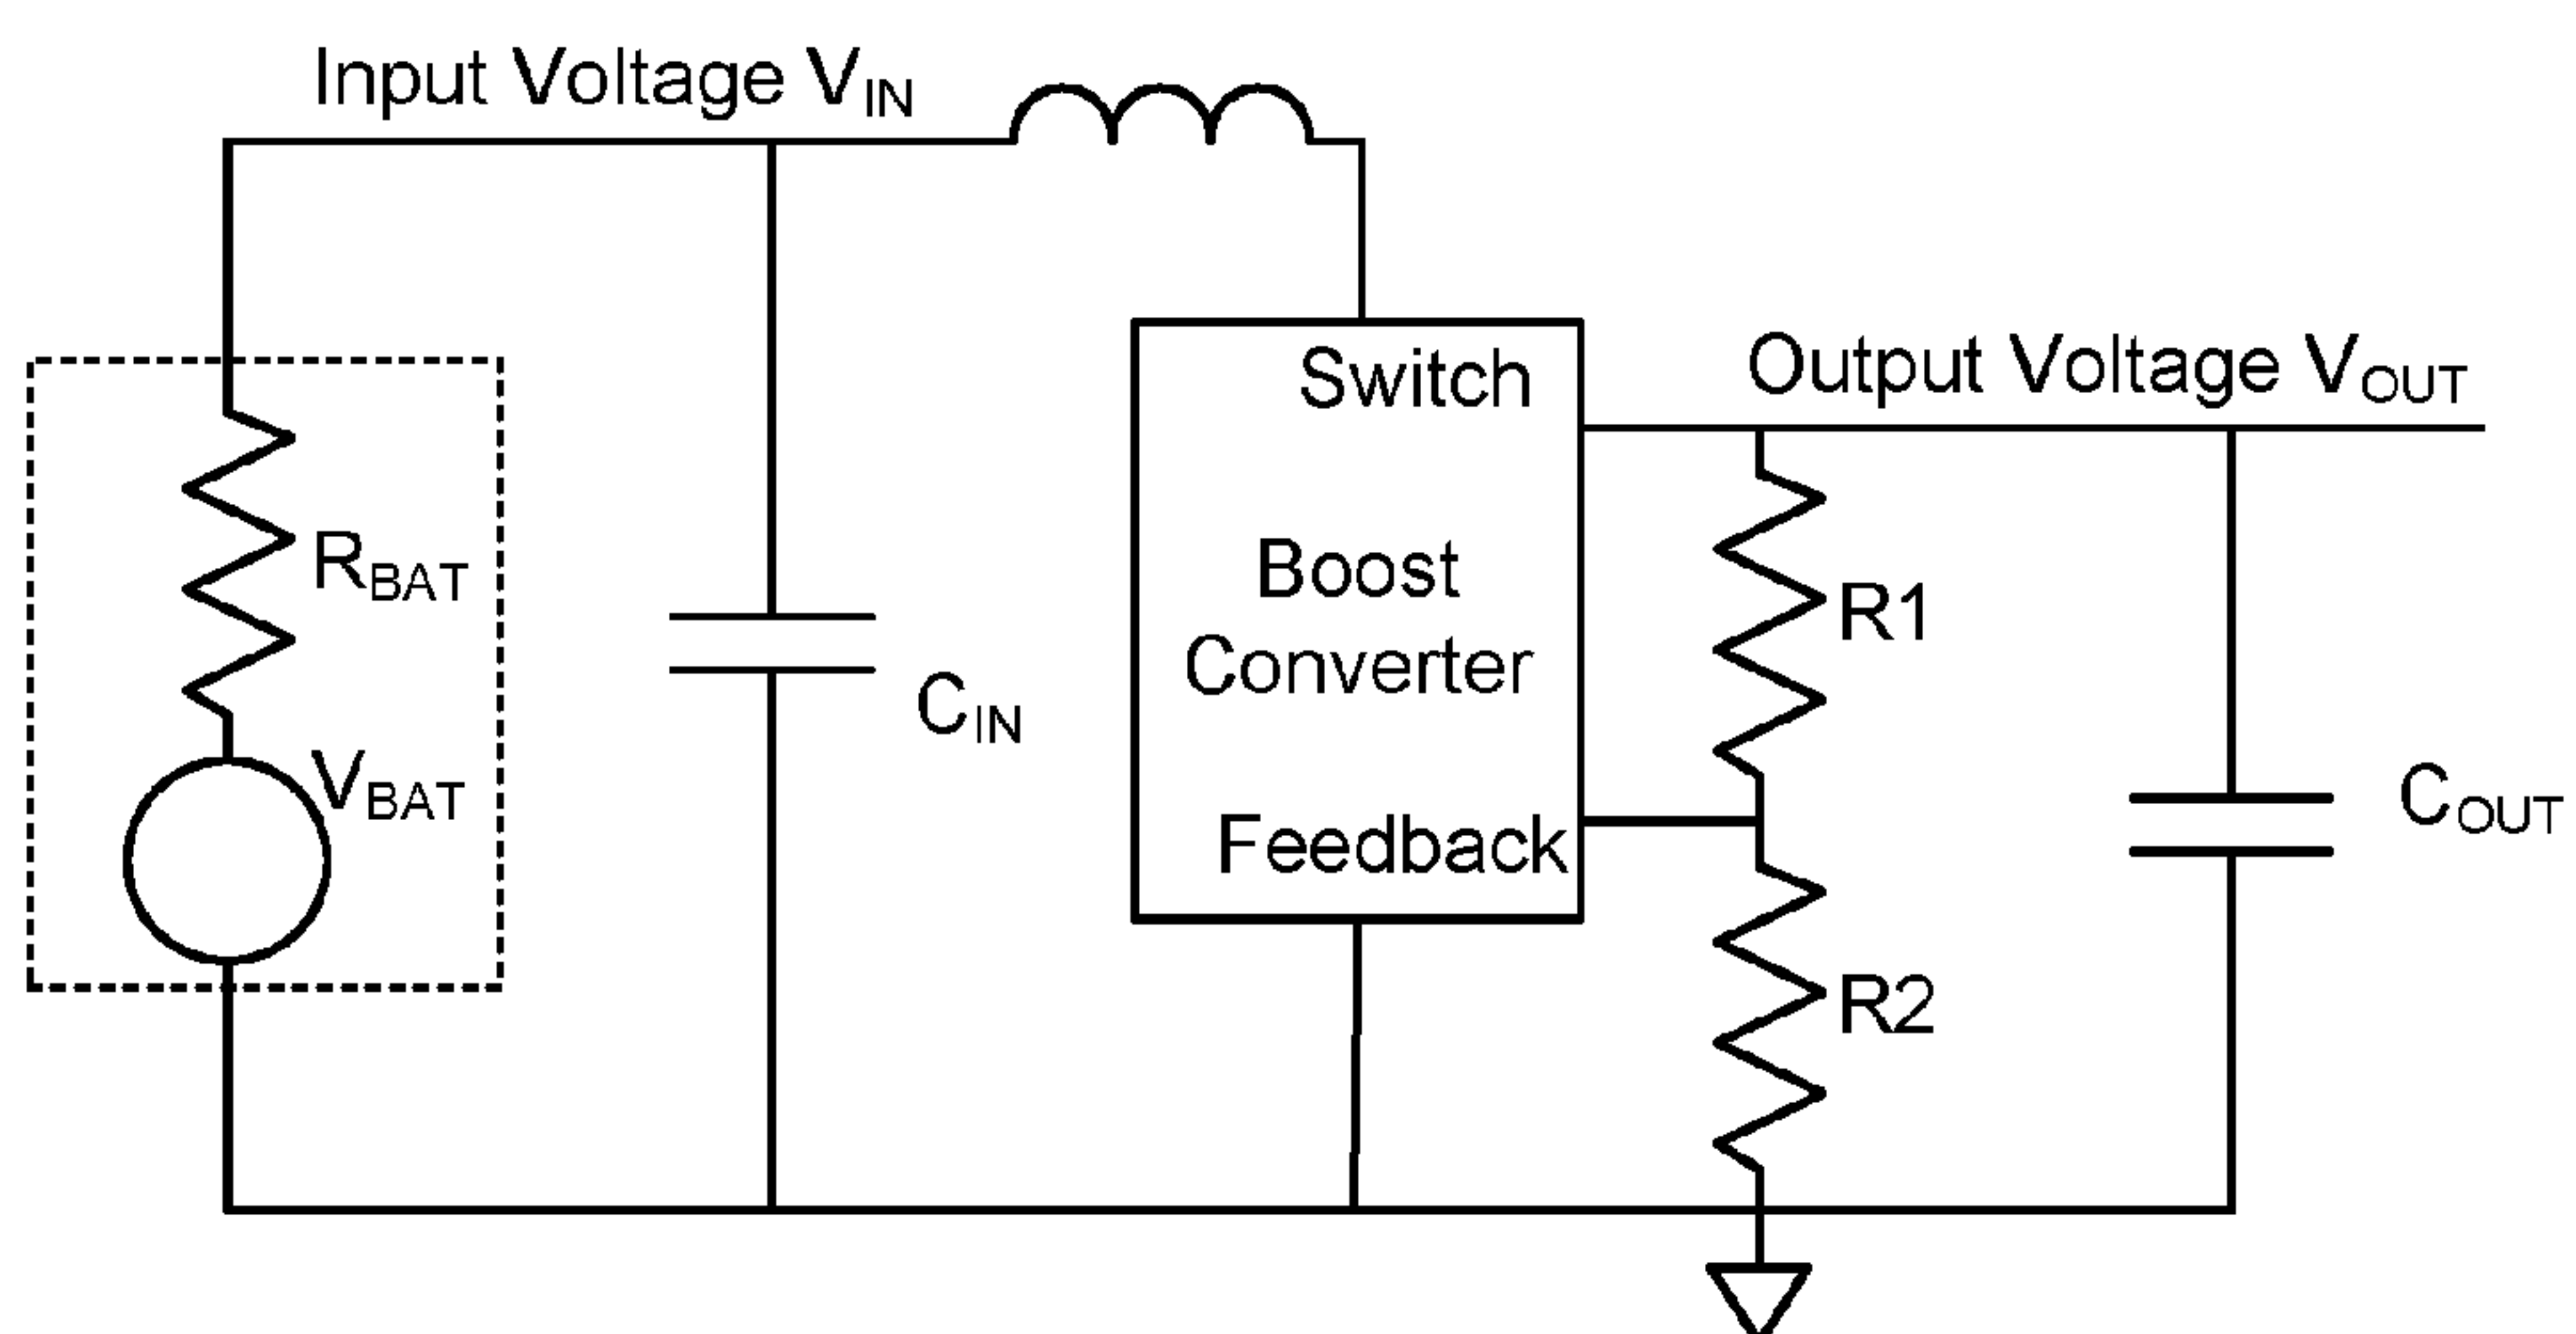 Input Voltage VIN
Switch
Output Voltage VOUT
RBAT
Boost
Converter
R1
CIN
VBAT
Feedback
COUT
R2